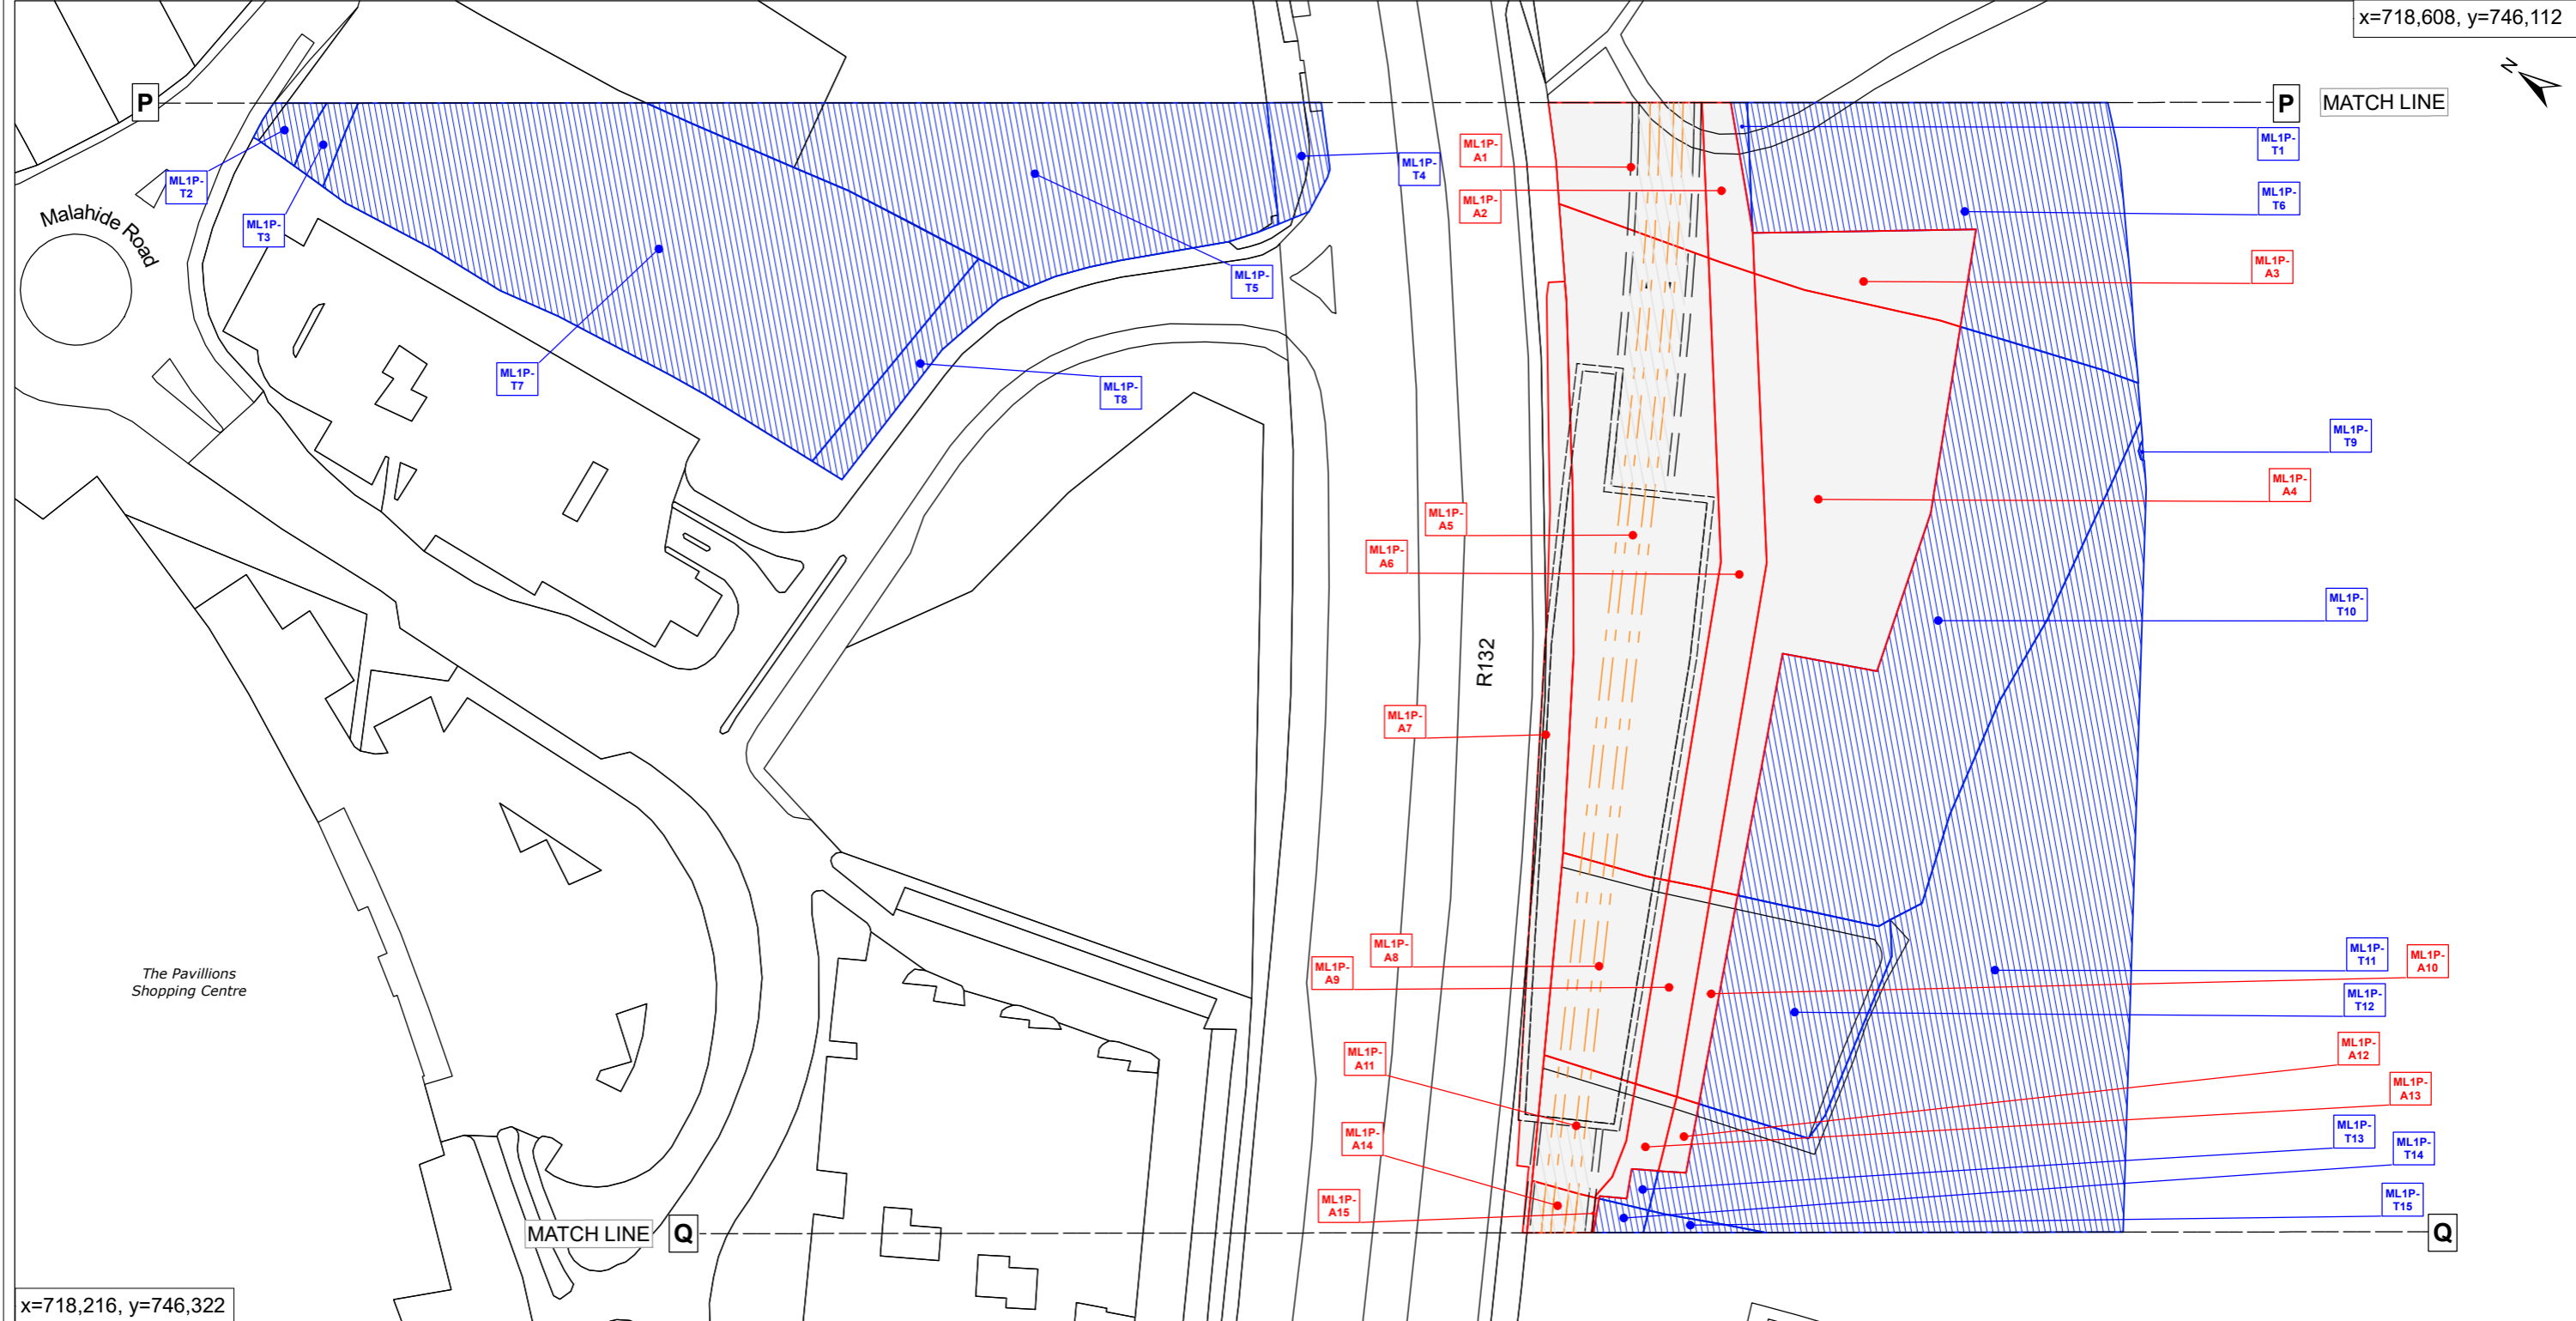 x=718,608, y=746,112
N
P
P
MATCH LINE
ML1P-
T1
ML1P-
A1
ML1P-
T4
ML1P-
T2
ML1P-
T6
ML1P-
A2
Malahide Road
ML1P-
T3
ML1P-
A3
ML1P-
T5
ML1P-
T7
ML1P-
T8
ML1P-
T9
ML1P-
A4
ML1P-
A5
ML1P-
A6
ML1P-
T10
R132
ML1P-
A7
ML1P-
A8
ML1P-
T11
ML1P-
A10
ML1P-
A9
The Pavillions
Shopping Centre
ML1P-
T12
ML1P-
A12
ML1P-
A11
ML1P-
A13
ML1P-
A14
ML1P-
T13
ML1P-
T14
ML1P-
A15
ML1P-
T15
MATCH LINE
Q
Q
x=718,216, y=746,322